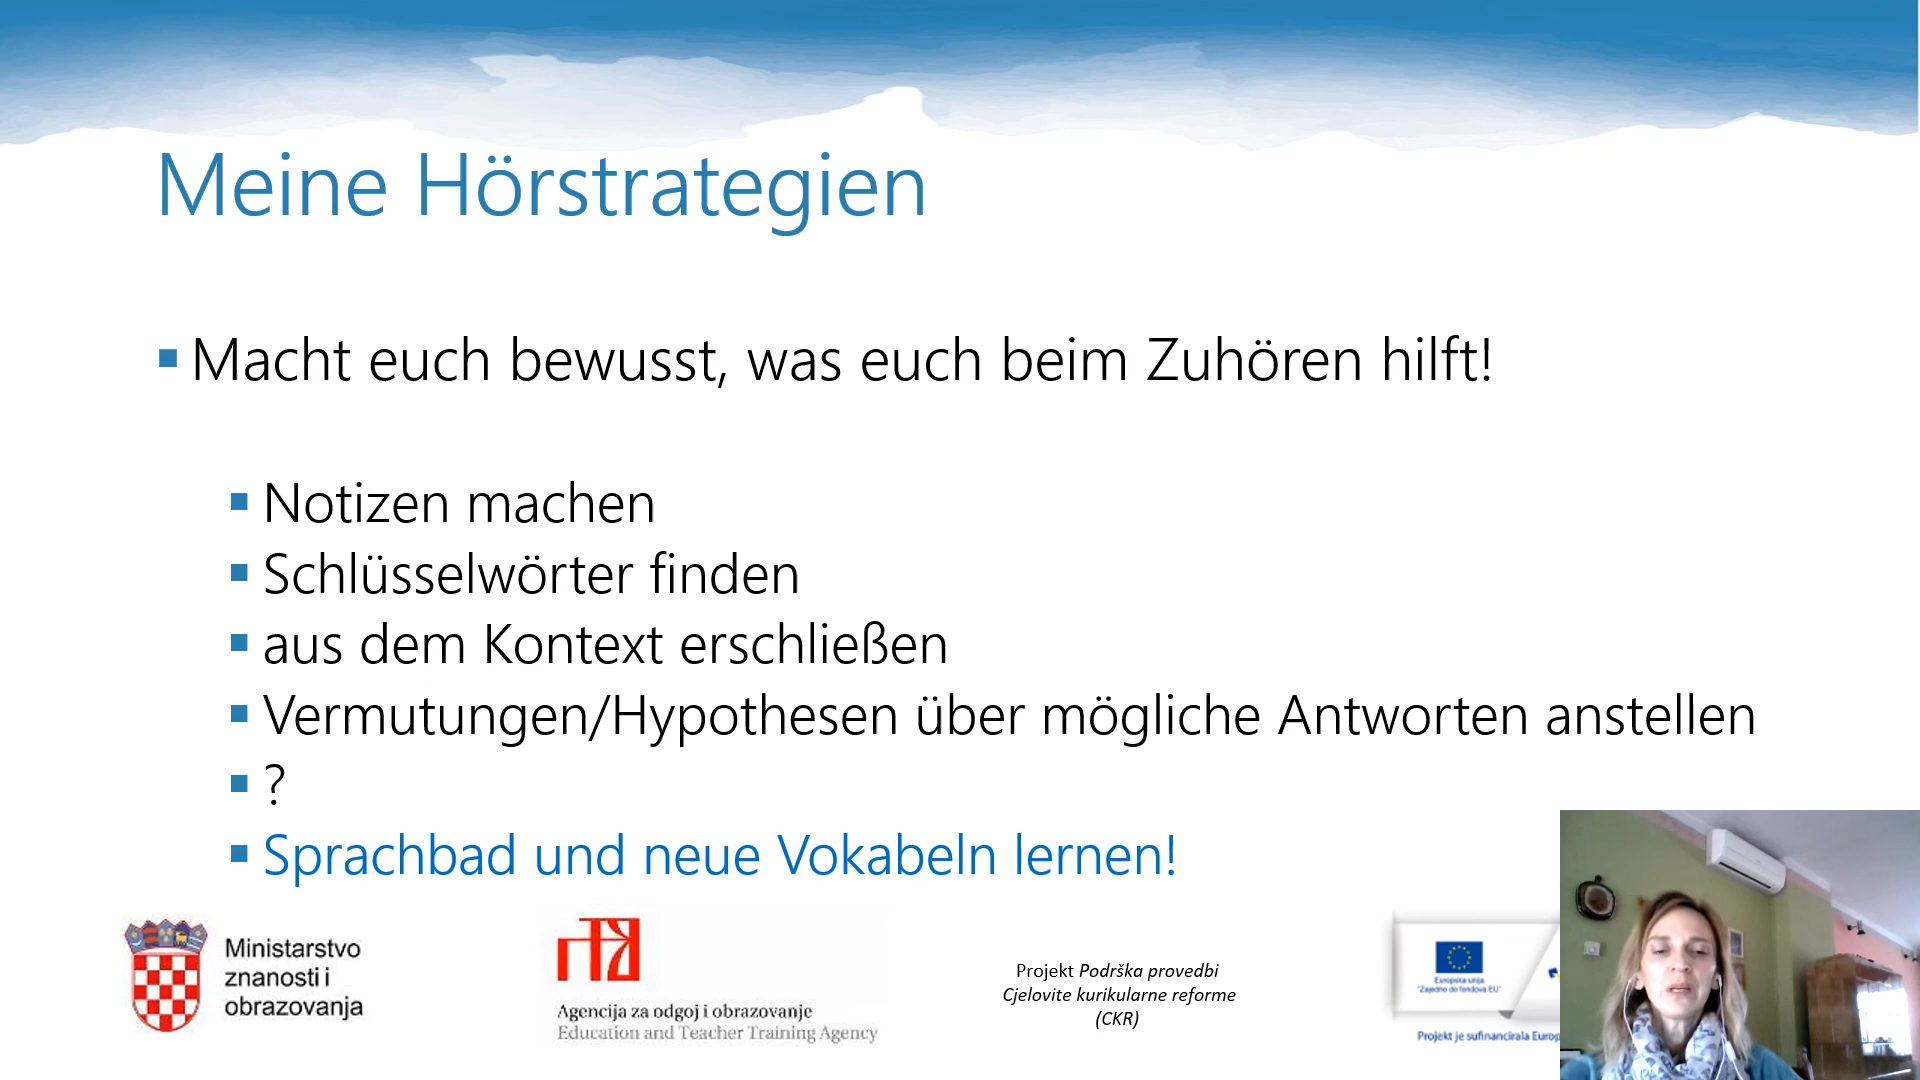 Meine Hörstrategien
Macht euch bewusst, was euch beim Zuhören hilft!
Notizen machen
Schlüsselwörter finden
aus dem Kontext erschließen
Vermutungen/Hypothesen über mögliche Antworten anstellen
?
Sprachbad und neue Vokabeln lernen!
Ministarstvo
znanosti i
obrazovanja
Agencija za odgoj i obrazovanje
Education and Teacher Training Agency
Projekt Podrška provedbi
Cjelovite kurikularne reforme
(CKR)
Europska unija
"Zajedno do fondova EU"
Projekt je sufinancirala Europ